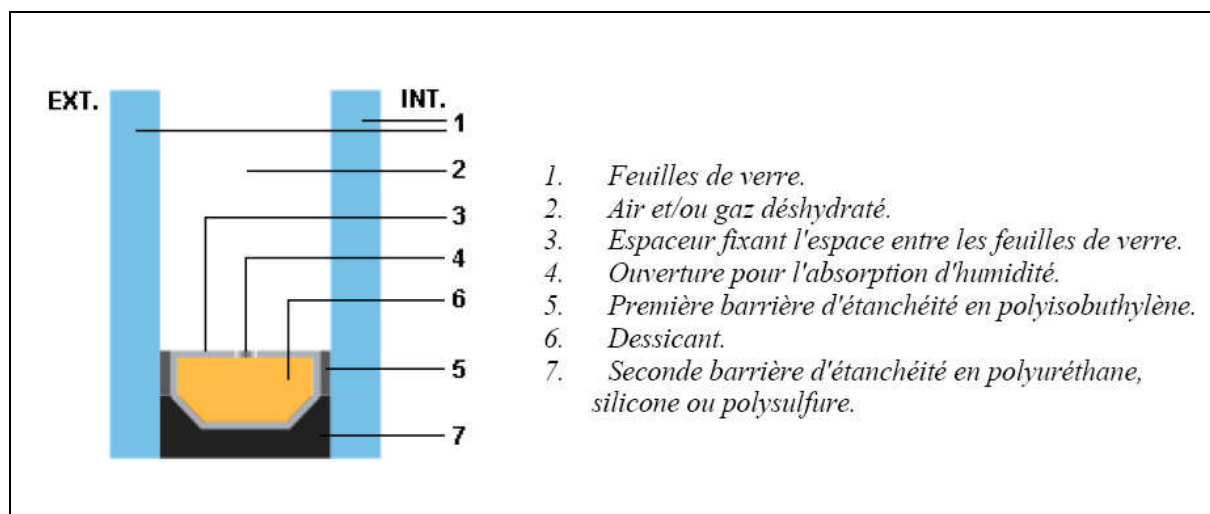 EXT.
INT.
1
2
3
4
6
5
7
1. Feuilles de verre.
2. Air et/ou gaz déshydraté.
3. Espaceur fixant l'espace entre les feuilles de verre.
4. Ouverture pour l'absorption d'humidité.
5. Première barrière d'étanchéité en polyisobuthylène.
6. Dessicant.
7. Seconde barrière d'étanchéité en polyuréthane,
silicone ou polysulfure.